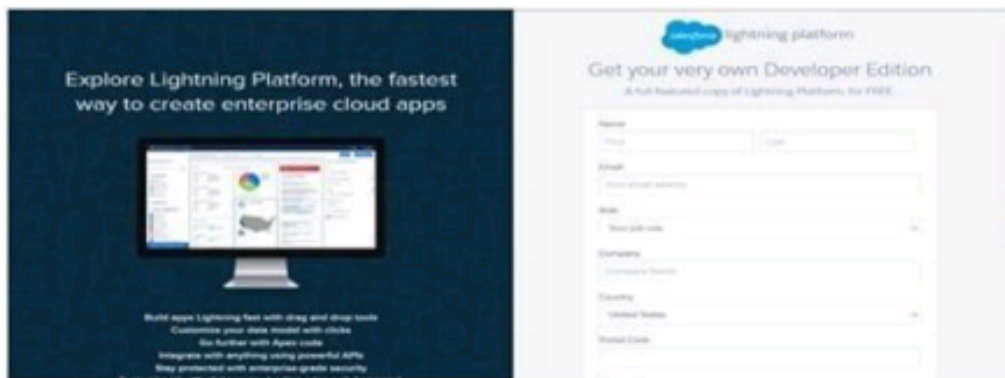 Explore Lightning Platform, the fastest
way to create enterprise cloud apps
Build apps Lightning fast with drag and drop tools
Customize your data model with clicks
Go further with Apex code
Integrate with anything using powerful APIs
Stay protected with enterprise-grade security
salesforce lightning platform
Get your very own Developer Edition
A full-featured copy of Lightning Platform, for FREE
Name
First Last
Email
Your email address
Role
Your job role
Company
Company Name
Country
United States
Postal Code